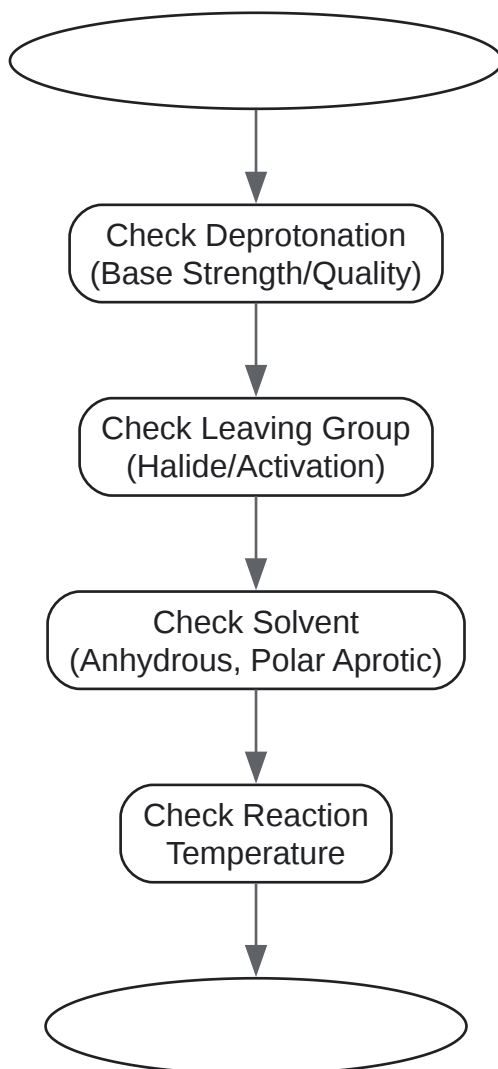 Check Deprotonation
(Base Strength/Quality)
Check Leaving Group
(Halide/Activation)
Check Solvent
(Anhydrous, Polar Aprotic)
Check Reaction
Temperature